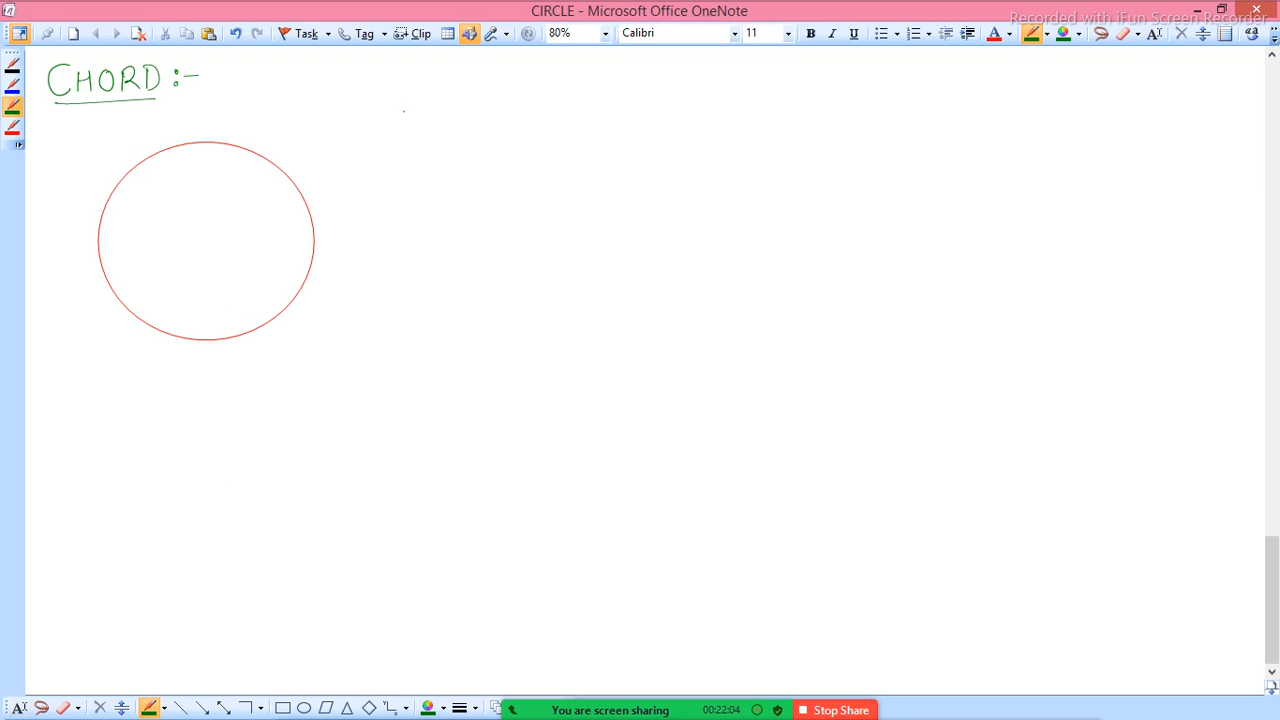 CIRCLE - Microsoft Office OneNote
Recorded with iFun Screen Recorder
Task Tag Clip 80% Calibri 11 B I U
CHORD :-
You are screen sharing 00:22:04 Stop Share